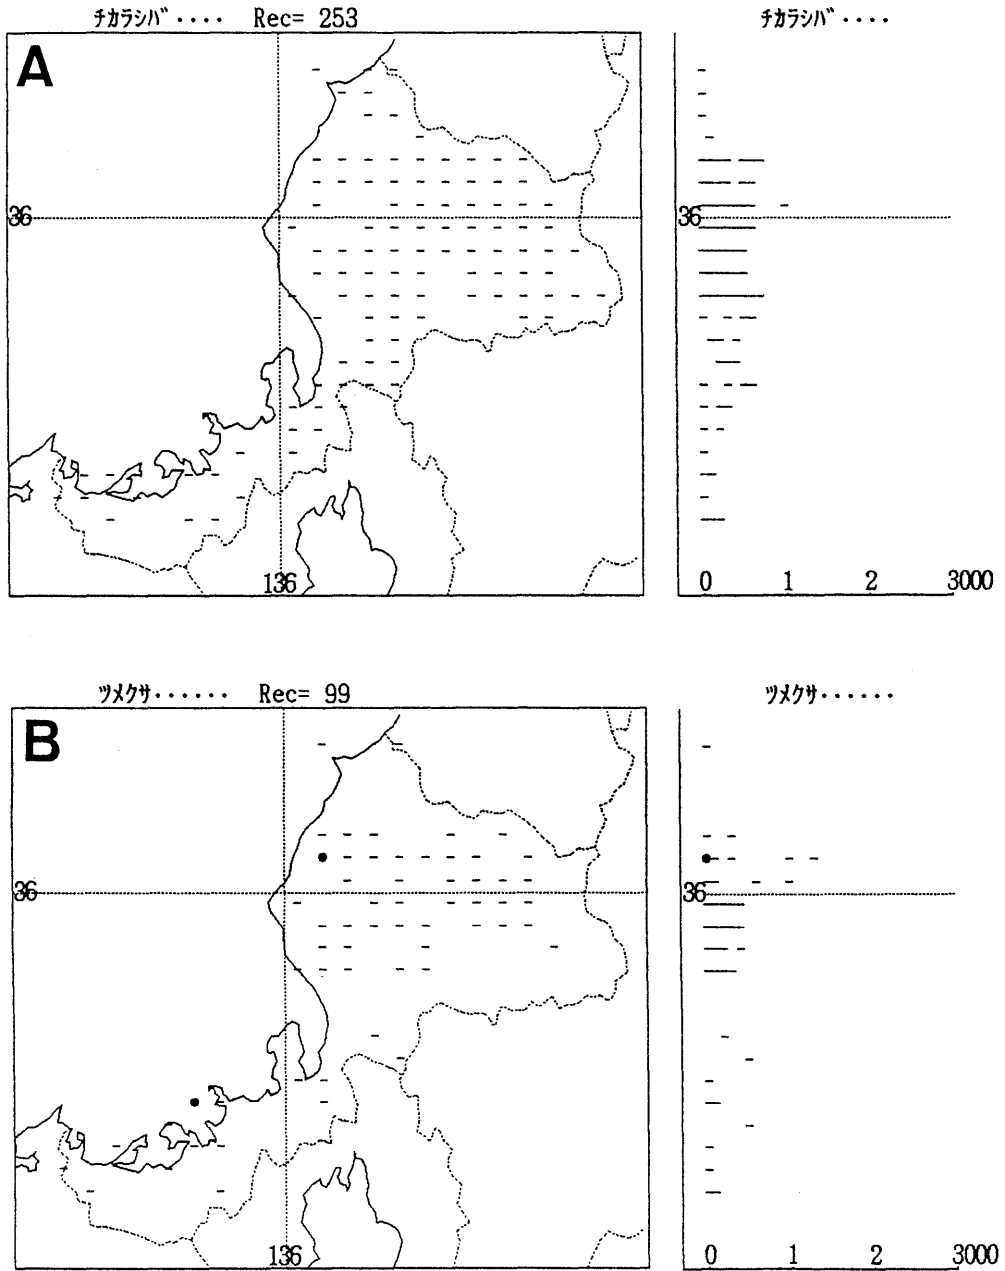 ﾁｶﾗｼﾊﾞ････ Rec= 253 ﾁｶﾗｼﾊﾞ････
A
36 36
136 0 1 2 3000
ﾂﾒｸｻ･･････ Rec= 99 ﾂﾒｸｻ･･････
B
36 36
136 0 1 2 3000